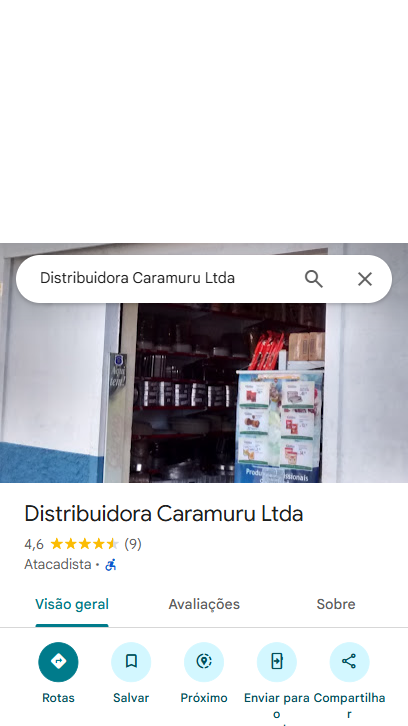 Distribuidora Caramuru Ltda
Distribuidora Caramuru Ltda
4,6 (9)
Atacadista ·
Visão geral
Avaliações
Sobre
Rotas
Salvar
Próximo
Enviar para o
Compartilhar